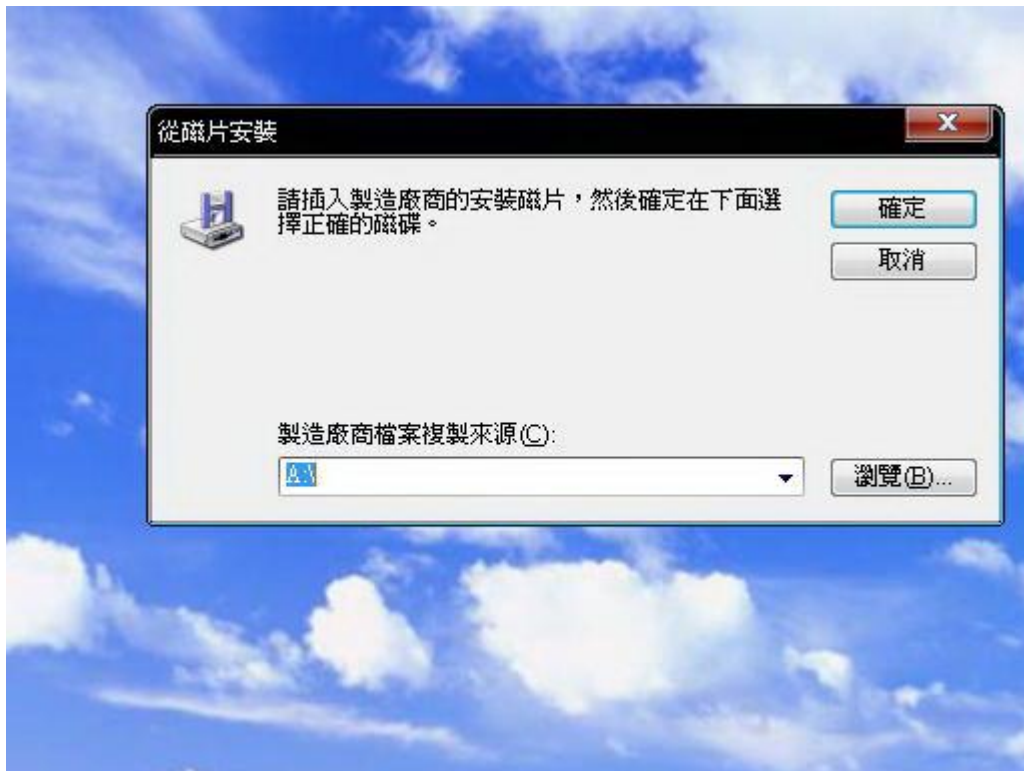 從磁片安裝
請插入製造廠商的安裝磁片，然後確定在下面選
擇正確的磁碟。
確定
取消
製造廠商檔案複製來源(C):
A:\
瀏覽(B)...